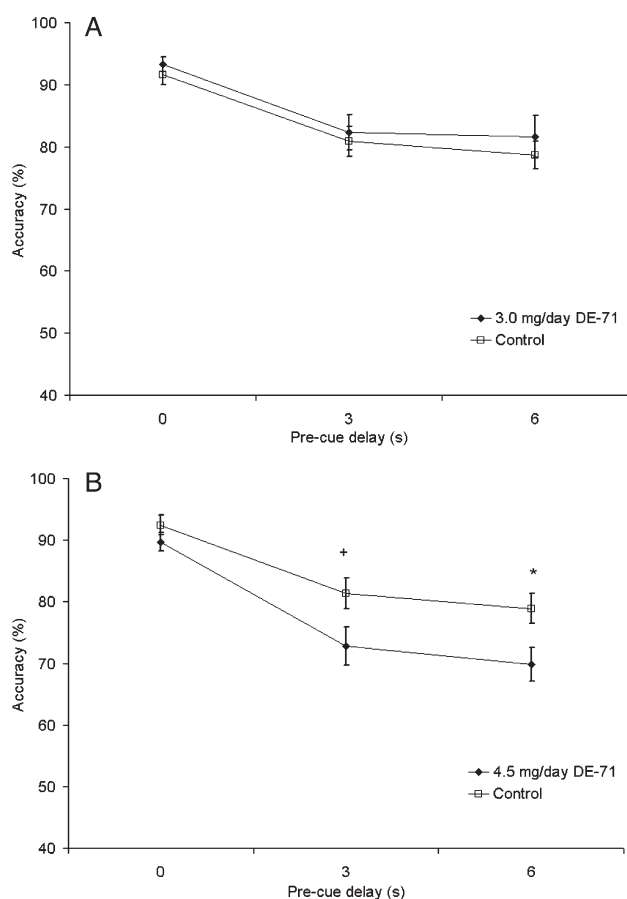 A
100
90
80
70
60
50
40
Accuracy (%)
3.0 mg/day DE-71
Control
0 3 6
Pre-cue delay (s)
B
100
90
80
70
60
50
40
Accuracy (%)
+
*
4.5 mg/day DE-71
Control
0 3 6
Pre-cue delay (s)